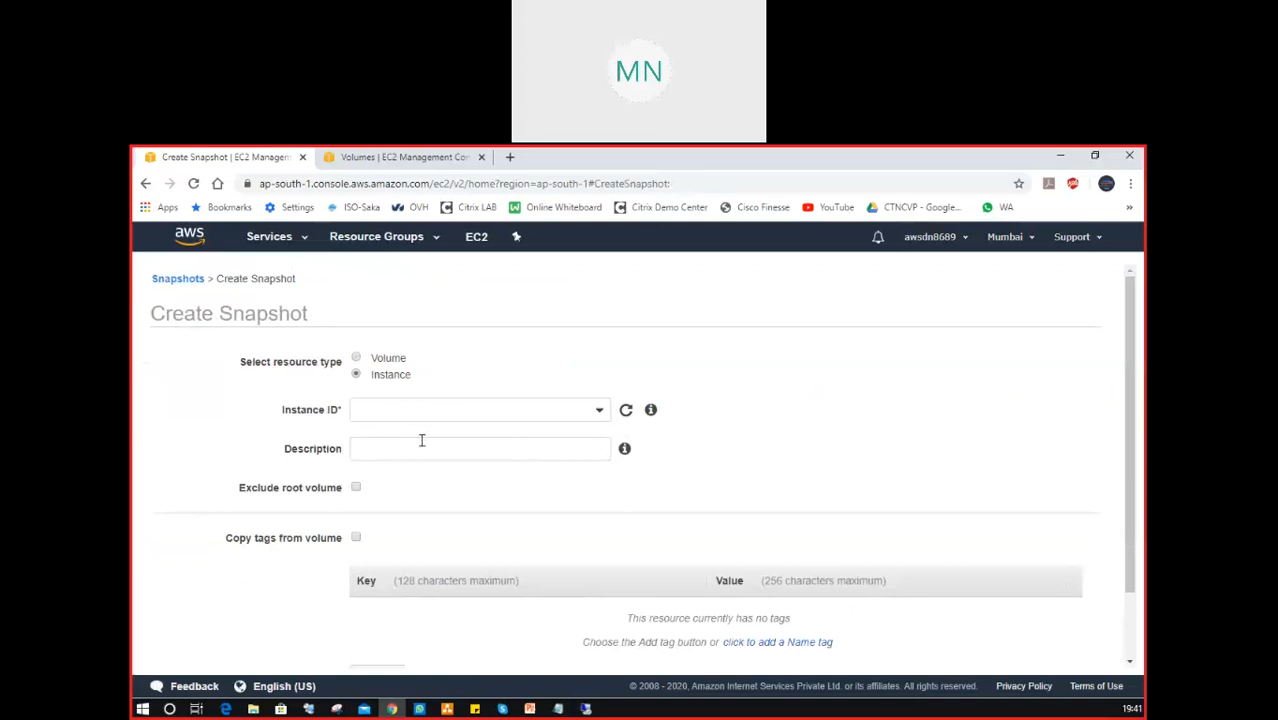 MN
Create Snapshot | EC2 Managem
Volumes | EC2 Management Con
ap-south-1.console.aws.amazon.com/ec2/v2/home?region=ap-south-1#CreateSnapshot:
Apps
Bookmarks
Settings
ISO-Saka
OVH
Citrix LAB
Online Whiteboard
Citrix Demo Center
Cisco Finesse
YouTube
CTNCVP - Google...
WA
»
aws
Services
Resource Groups
EC2
awsdn8689
Mumbai
Support
Snapshots > Create Snapshot
Create Snapshot
Select resource type
Volume
Instance
Instance ID*
Description
Exclude root volume
Copy tags from volume
Key (128 characters maximum)
Value (256 characters maximum)
This resource currently has no tags
Choose the Add tag button or click to add a Name tag
Feedback
English (US)
© 2008 - 2020, Amazon Internet Services Private Ltd. or its affiliates. All rights reserved.
Privacy Policy
Terms of Use
19:41